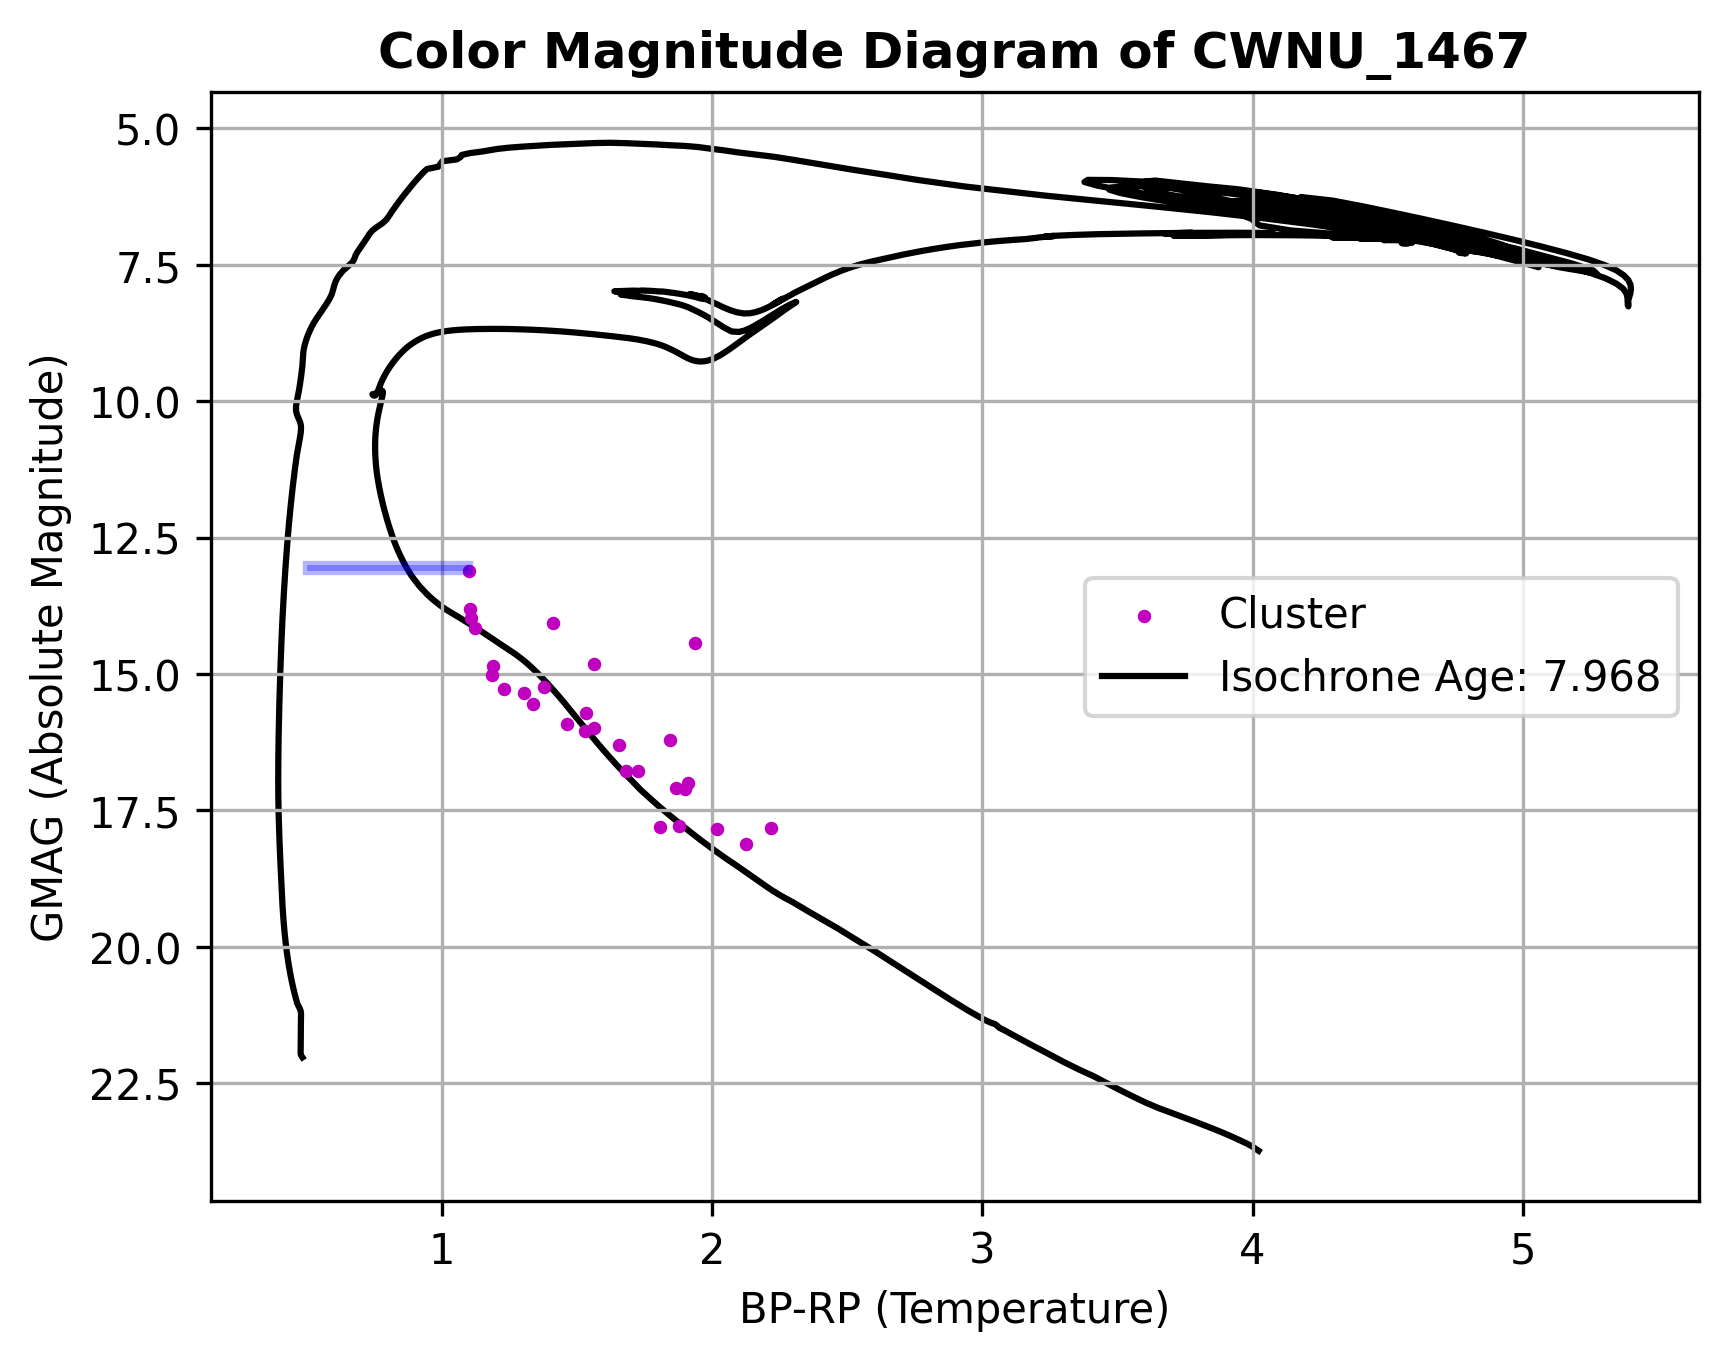 Color Magnitude Diagram of CWNU_1467
GMAG (Absolute Magnitude)
5.0
7.5
10.0
12.5
15.0
17.5
20.0
22.5
Cluster
Isochrone Age: 7.968
1 2 3 4 5
BP-RP (Temperature)